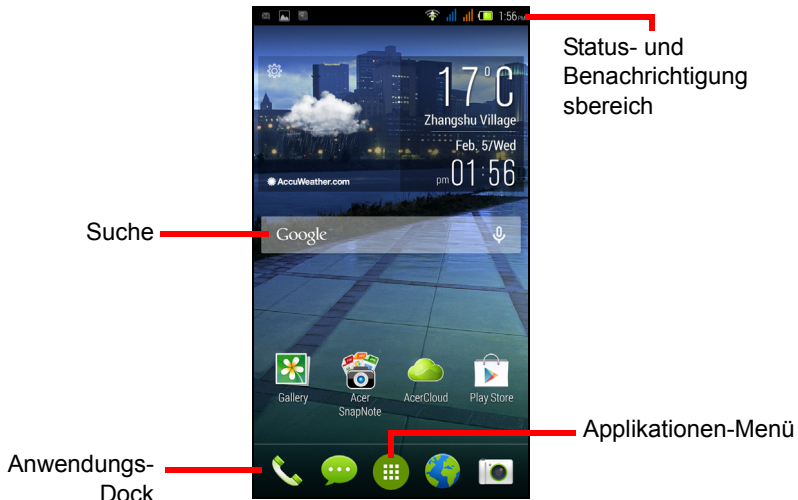 1:56PM
Status- und
Benachrichtigung
sbereich
17°C
Zhangshu Village
Feb, 5/Wed
pm 01:56
AccuWeather.com
Suche
Google
Gallery
Acer
SnapNote
AcerCloud
Play Store
Applikationen-Menü
Anwendungs-
Dock